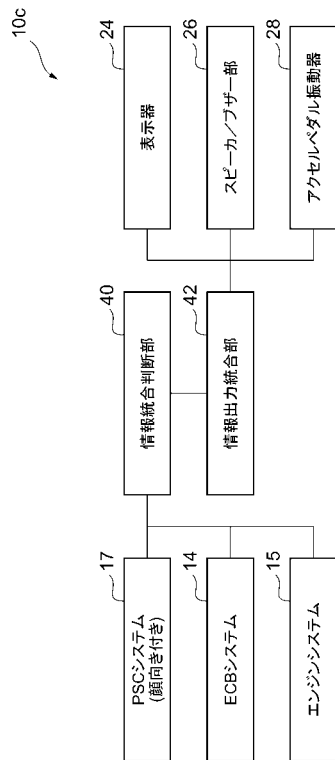 10c
17
PSCシステム
(顔向き付き)
14
ECBシステム
15
エンジンシステム
40
情報統合判断部
42
情報出力統合部
24
表示器
26
スピーカ／ブザー部
28
アクセルペダル振動器